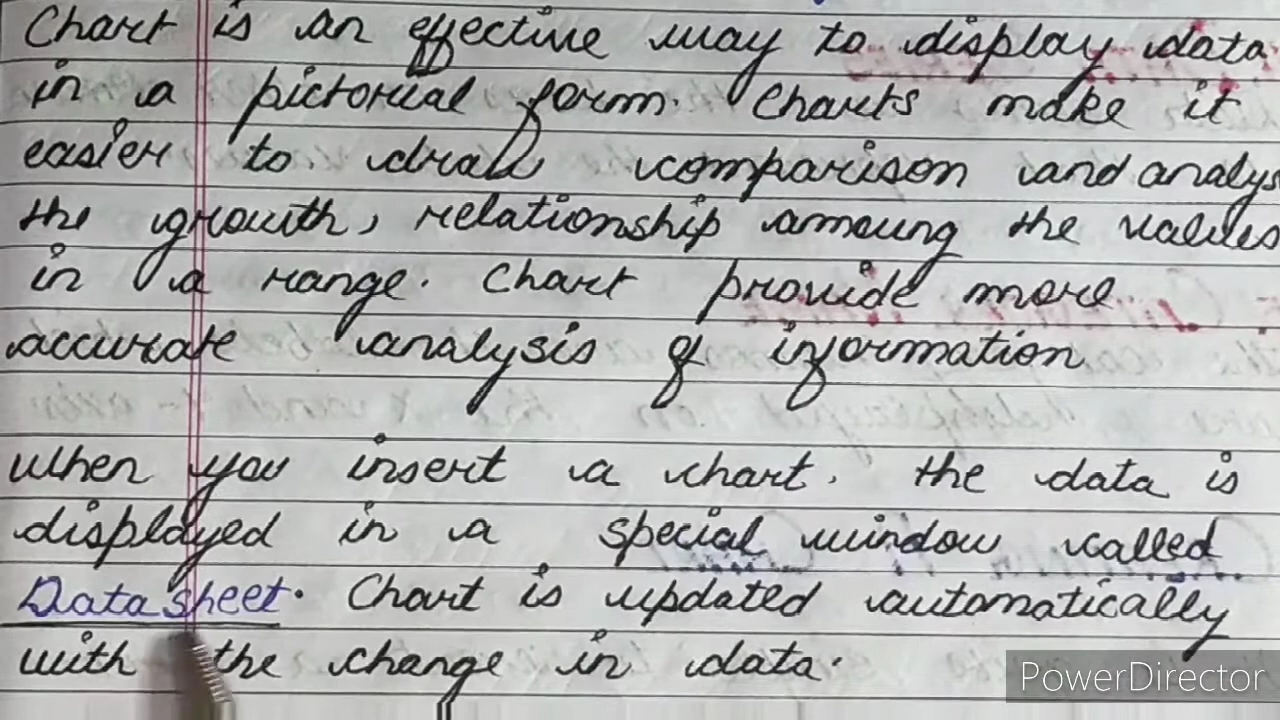 Chart is an effective way to display data
in a pictorial form. Charts make it
easier to draw comparison and analys
the growth, relationship amoung the values
in a range. Chart provide more
accurate analysis of information
When you insert a chart. the data is
displayed in a special window called
Data sheet. Chart is updated automatically
with the change in data.
PowerDirector